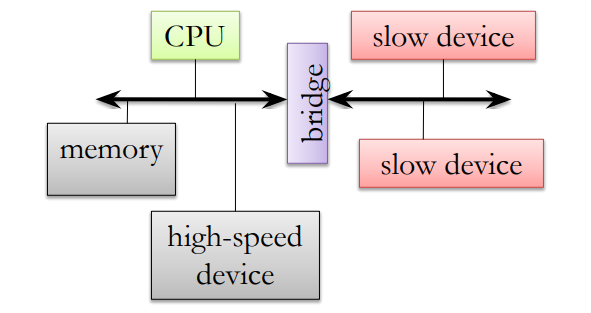 CPU
slow device
bridge
memory
slow device
high-speed
device